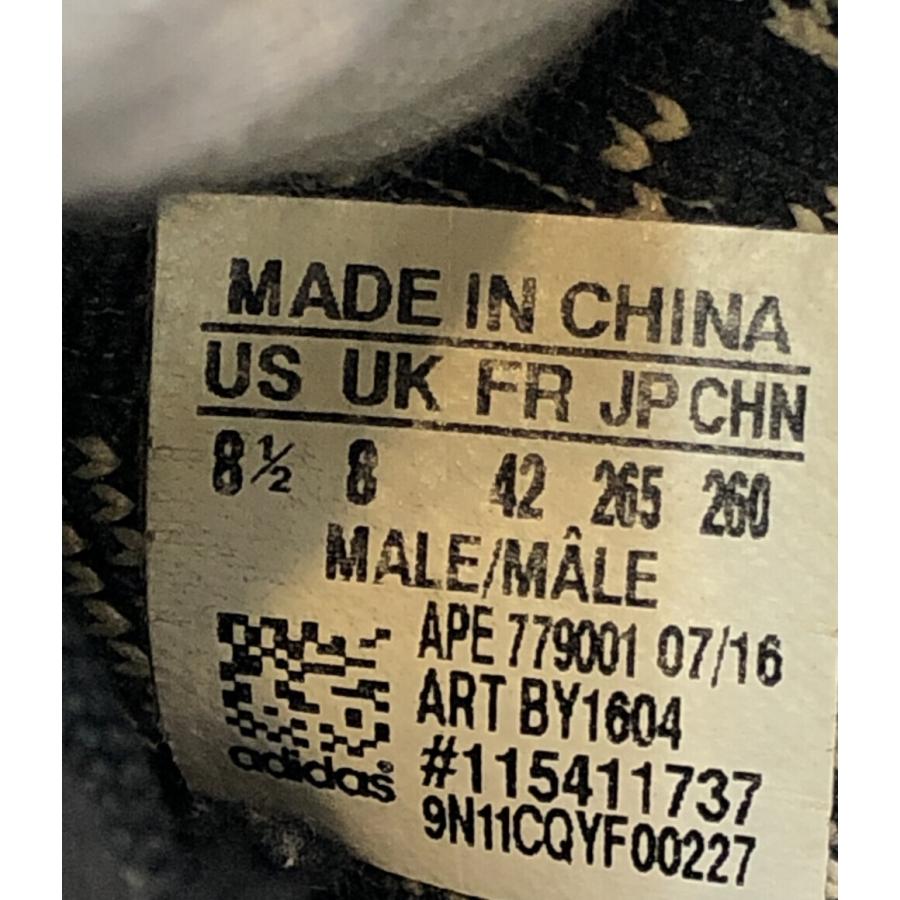 MADE IN CHINA
US UK FR JP CHN
8½ 8 42 265 260
MALE/MÂLE
APE 779001 07/16
ART BY1604
#115411737
9N11CQYF00227
adidas®